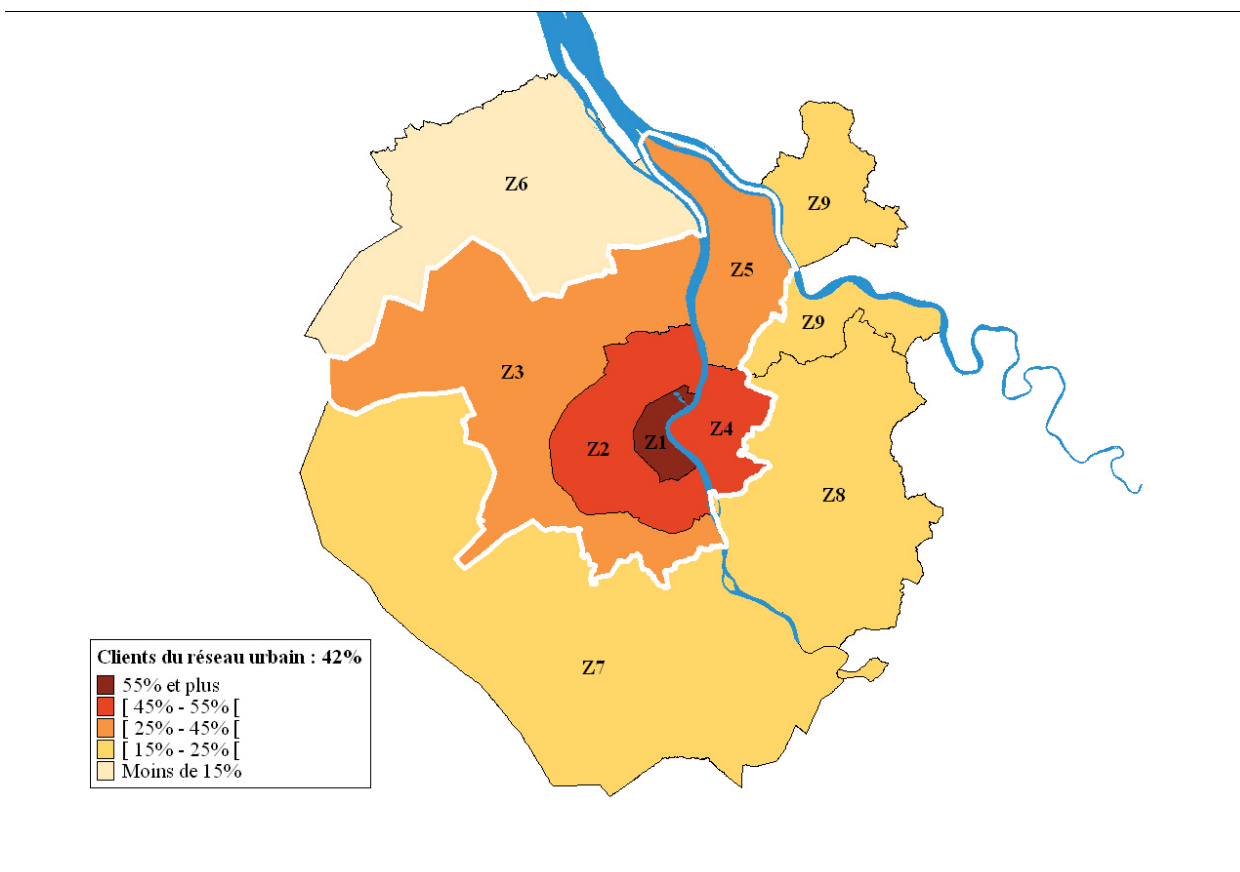 Z6
Z9
Z5
Z9
Z3
Z4
Z1
Z2
Z8
Z7
Clients du réseau urbain : 42%
55% et plus
[ 45% - 55% [
[ 25% - 45% [
[ 15% - 25% [
Moins de 15%